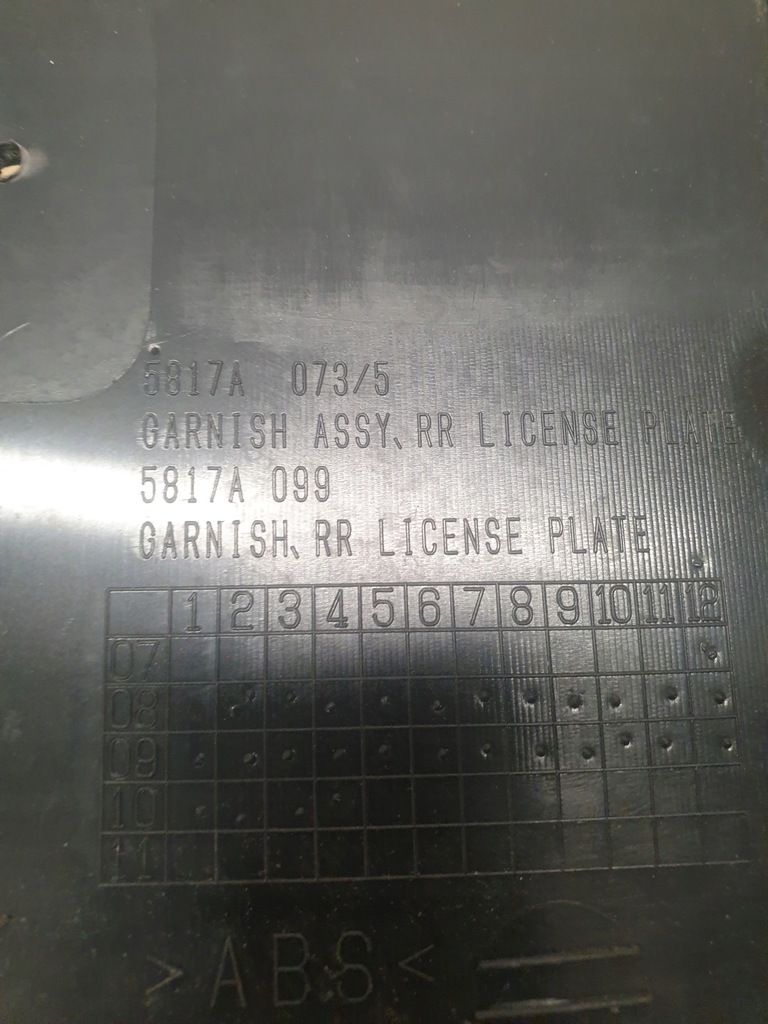 5817A 073/5
GARNISH ASSY, RR LICENSE PLATE
5817A 099
GARNISH, RR LICENSE PLATE
1 2 3 4 5 6 7 8 9 10 11 12
07
08
09
10
11
>ABS<